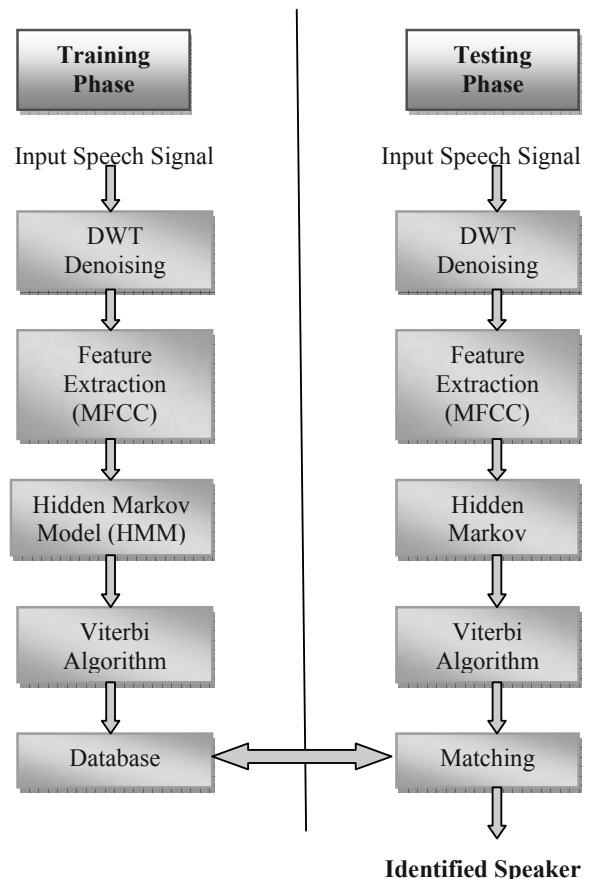 Training
Phase
Input Speech Signal
DWT
Denoising
Feature
Extraction
(MFCC)
Hidden Markov
Model (HMM)
Viterbi
Algorithm
Database
Testing
Phase
Input Speech Signal
DWT
Denoising
Feature
Extraction
(MFCC)
Hidden
Markov
Viterbi
Algorithm
Matching
Identified Speaker